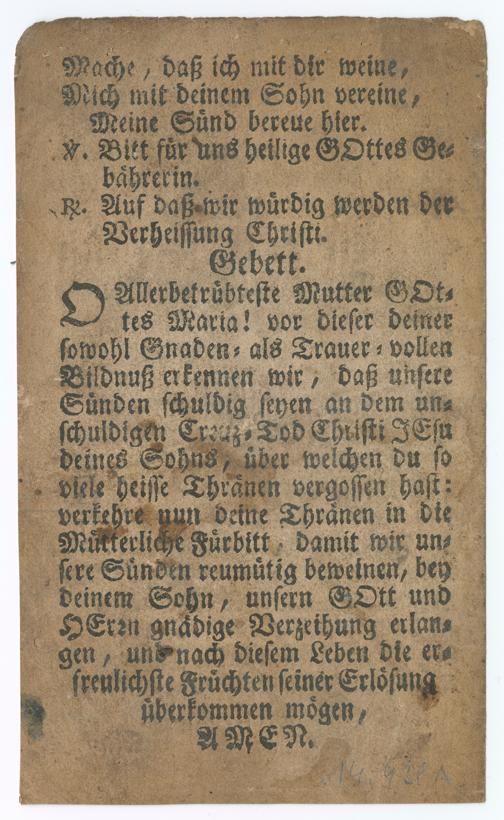 Mache, daß ich mit dir weine,
Mich mit deinem Sohn vereine,
Meine Sünd bereue hier.
℣. Bitt für uns heilige GOttes Ge-
bährerin.
℟. Auf daß wir würdig werden der
Verheissung Christi.
Gebett.
O Allerbetrübteste Mutter GOt-
tes Maria! vor dieser deiner
sowohl Gnaden- als Trauer-vollen
Bildnuß erkennen wir, daß unsere
Sünden schuldig seyen an dem un-
schuldigen Creuz-Tod Christi JEsu
deines Sohns, über welchen du so
viele heisse Thränen vergossen hast:
verkehre nun deine Thränen in die
Mütterliche Fürbitt, damit wir un-
sere Sünden reumütig beweinen, bey
deinem Sohn, unsern GOtt und
HErrn gnädige Verzeihung erlan-
gen, und nach diesem Leben die er-
freulichste Früchten seiner Erlösung
überkommen mögen,
AMEN.